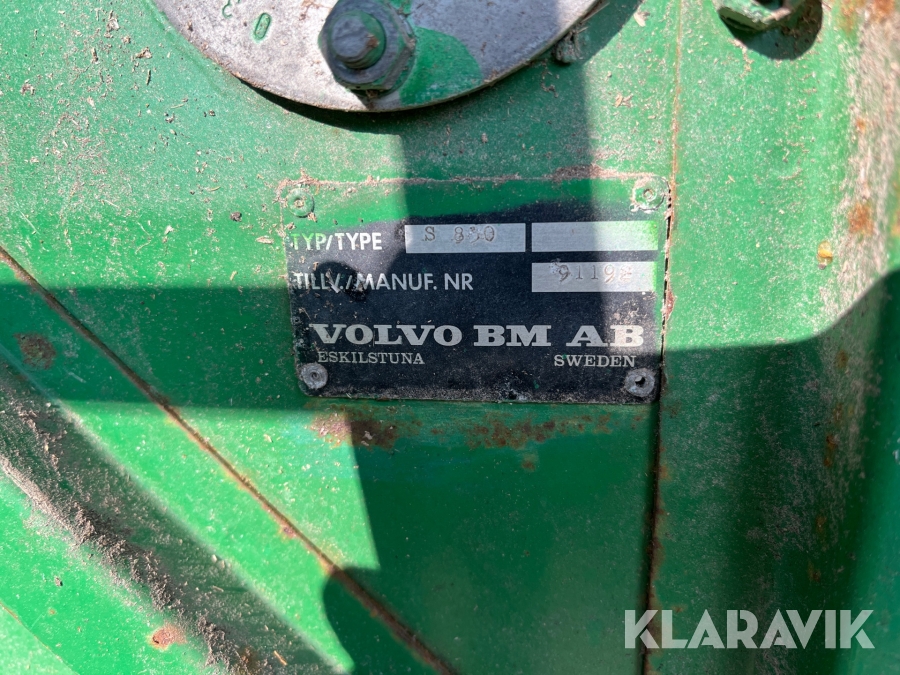 TYP/TYPE S 830
TILLV./MANUF. NR
VOLVO BM AB
ESKILSTUNA SWEDEN
KLARAVIK